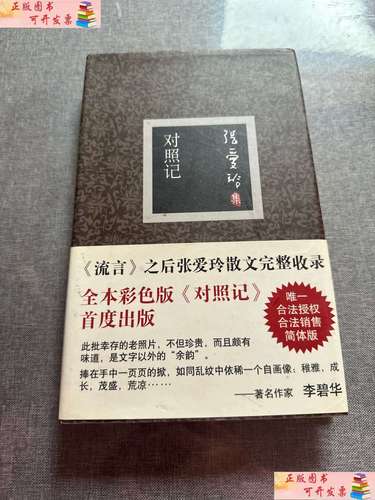 正版图书
可开发票
对照记
张爱玲
集
《流言》之后张爱玲散文完整收录
全本彩色版《对照记》
首度出版
唯一
合法授权
合法销售
简体版
此批幸存的老照片，不但珍贵，而且颇有
味道，是文字以外的“余韵”。
捧在手中一页页的掀，如同乱纹中依稀一个自画像：稚雅，成
长，茂盛，荒凉……
——著名作家 李碧华
正版图书
可开发票